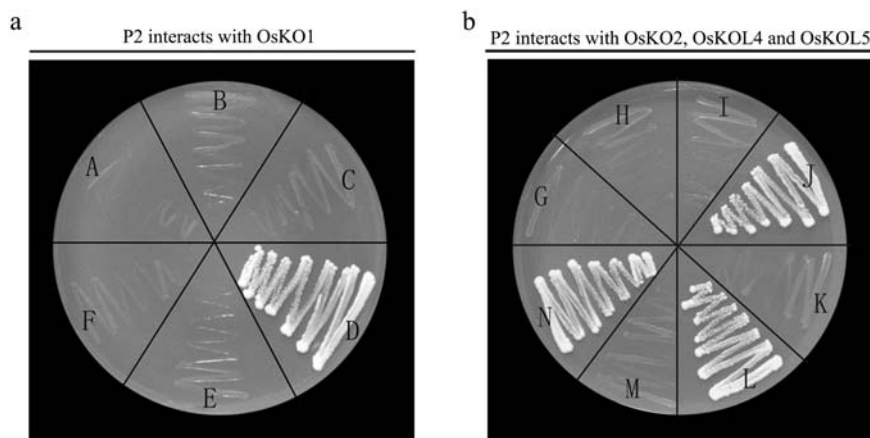 a
P2 interacts with OsKO1
A
B
C
D
E
F
b
P2 interacts with OsKO2, OsKOL4 and OsKOL5
G
H
I
J
K
L
M
N